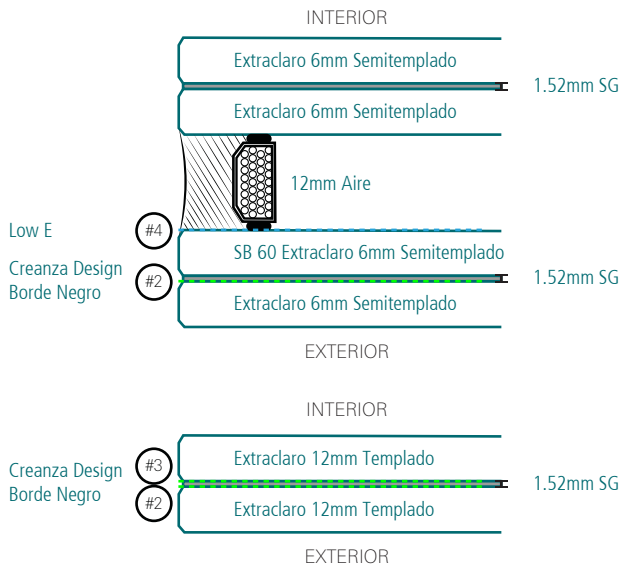 INTERIOR
Extraclaro 6mm Semitemplado
1.52mm SG
Extraclaro 6mm Semitemplado
12mm Aire
Low E
#4
SB 60 Extraclaro 6mm Semitemplado
Creanza Design
Borde Negro
#2
1.52mm SG
Extraclaro 6mm Semitemplado
EXTERIOR
INTERIOR
Extraclaro 12mm Templado
#3
Creanza Design
Borde Negro
1.52mm SG
#2
Extraclaro 12mm Templado
EXTERIOR